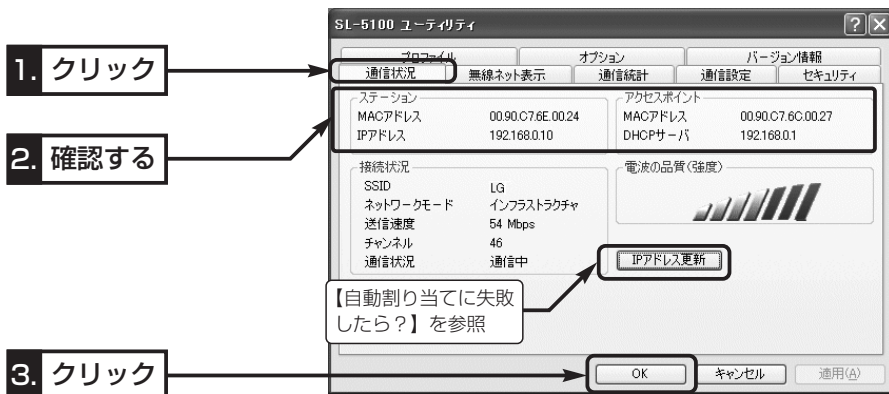 SL-5100 ユーティリティ
プロファイル オプション バージョン情報
通信状況 無線ネット表示 通信統計 通信設定 セキュリティ
1. クリック
ステーション
MACアドレス 00.90.C7.6E.00.24
IPアドレス 192.168.0.10
アクセスポイント
MACアドレス 00.90.C7.6C.00.27
DHCPサーバ 192.168.0.1
2. 確認する
接続状況
SSID LG
ネットワークモード インフラストラクチャ
送信速度 54 Mbps
チャンネル 46
通信状況 通信中
電波の品質(強度)
IPアドレス更新
【自動割り当てに失敗
したら?】を参照
3. クリック
OK キャンセル 適用(A)